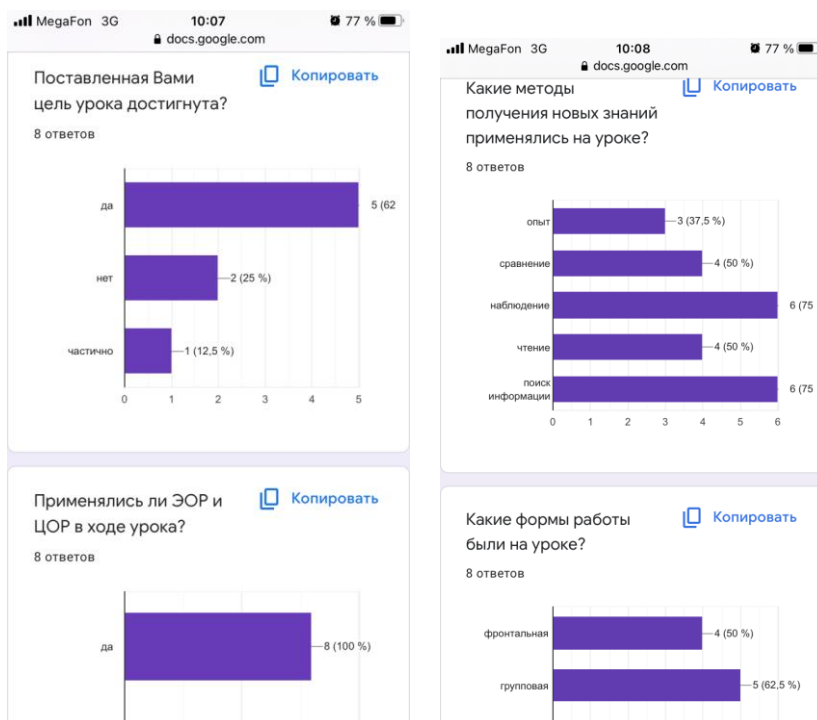 MegaFon 3G 10:07 77 %
docs.google.com
Поставленная Вами
цель урока достигнута?
Копировать
8 ответов
да 5 (62
нет 2 (25 %)
частично 1 (12,5 %)
0 1 2 3 4 5
Применялись ли ЭОР и
ЦОР в ходе урока?
Копировать
8 ответов
да 8 (100 %)
MegaFon 3G 10:08 77 %
docs.google.com
Какие методы
получения новых знаний
применялись на уроке?
Копировать
8 ответов
опыт 3 (37,5 %)
сравнение 4 (50 %)
наблюдение 6 (75
чтение 4 (50 %)
поиск
информации 6 (75
0 1 2 3 4 5 6
Какие формы работы
были на уроке?
Копировать
8 ответов
фронтальная 4 (50 %)
групповая 5 (62,5 %)